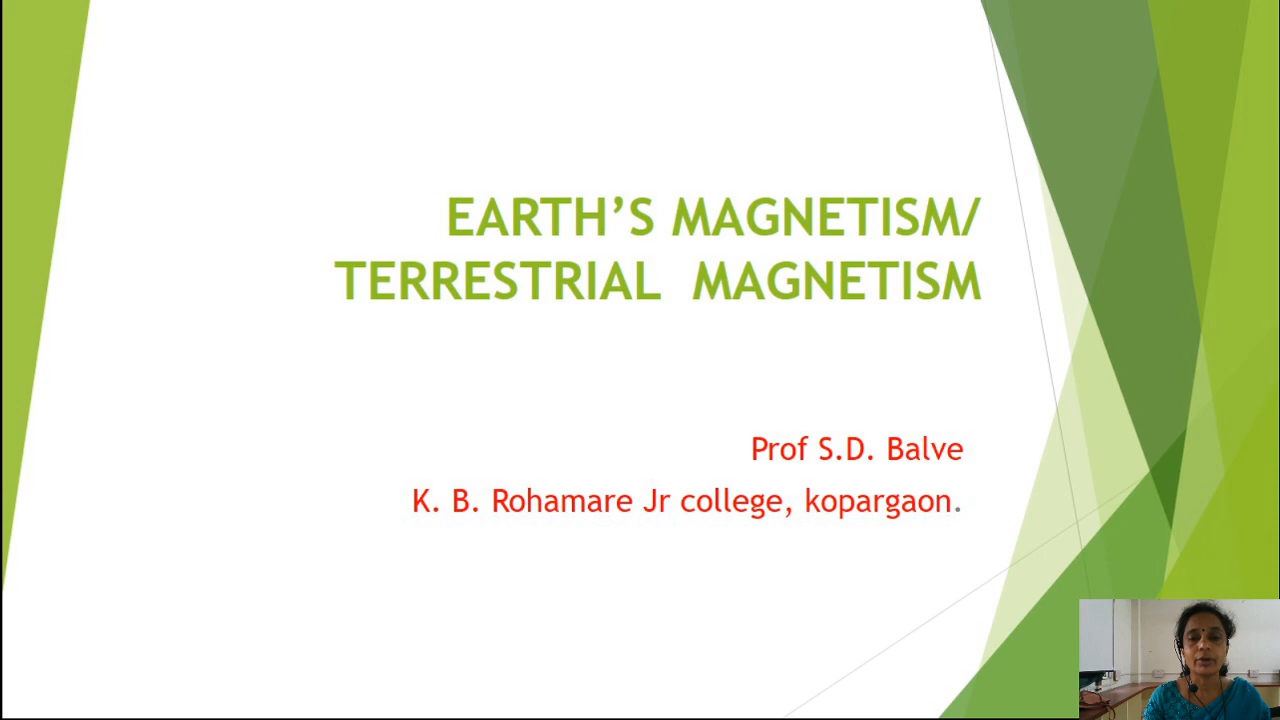 EARTH’S MAGNETISM/
TERRESTRIAL MAGNETISM
Prof S.D. Balve
K. B. Rohamare Jr college, kopargaon.